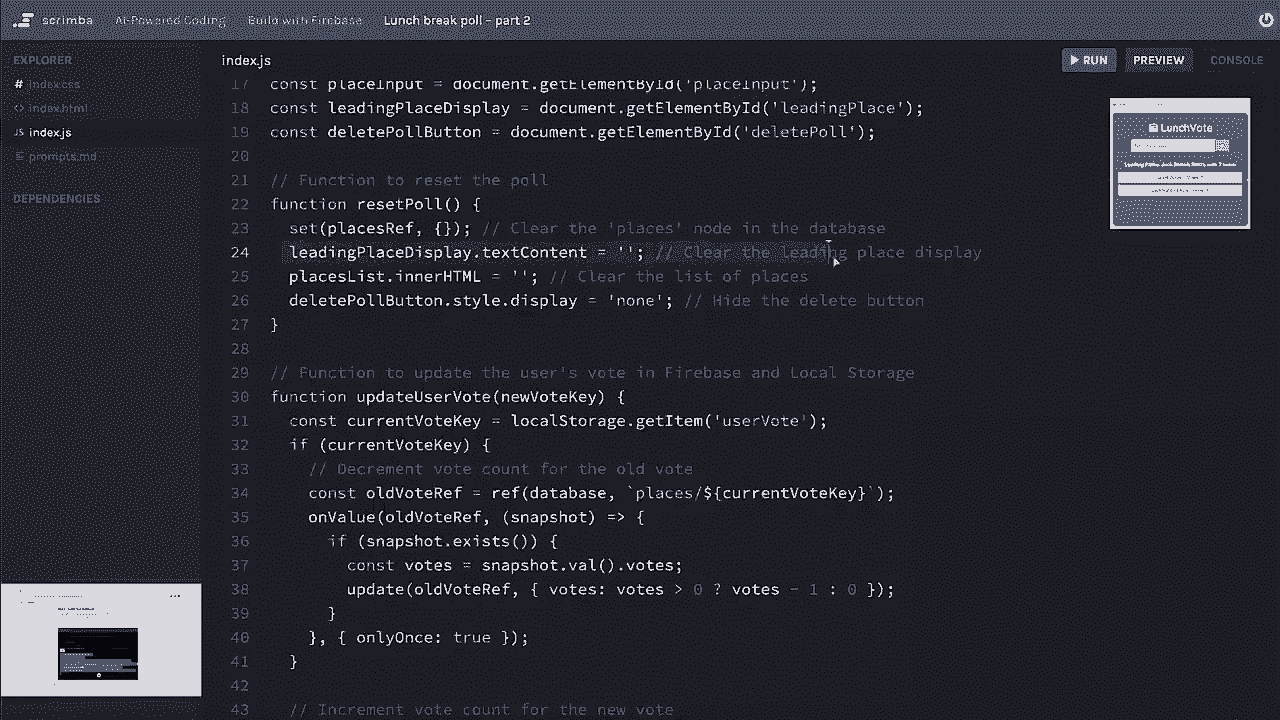 scrimba AI-Powered Coding Build with Firebase Lunch break poll - part 2
EXPLORER
# index.css
<> index.html
JS index.js
prompts.md
DEPENDENCIES
index.js
RUN PREVIEW CONSOLE
17 const placeInput = document.getElementById('placeInput');
18 const leadingPlaceDisplay = document.getElementById('leadingPlace');
19 const deletePollButton = document.getElementById('deletePoll');
20
21 // Function to reset the poll
22 function resetPoll() {
23 set(placesRef, {}); // Clear the 'places' node in the database
24 leadingPlaceDisplay.textContent = ''; // Clear the leading place display
25 placesList.innerHTML = ''; // Clear the list of places
26 deletePollButton.style.display = 'none'; // Hide the delete button
27 }
28
29 // Function to update the user's vote in Firebase and Local Storage
30 function updateUserVote(newVoteKey) {
31 const currentVoteKey = localStorage.getItem('userVote');
32 if (currentVoteKey) {
33 // Decrement vote count for the old vote
34 const oldVoteRef = ref(database, `places/${currentVoteKey}`);
35 onValue(oldVoteRef, (snapshot) => {
36 if (snapshot.exists()) {
37 const votes = snapshot.val().votes;
38 update(oldVoteRef, { votes: votes > 0 ? votes - 1 : 0 });
39 }
40 }, { onlyOnce: true });
41 }
42
43 // Increment vote count for the new vote
LunchVote